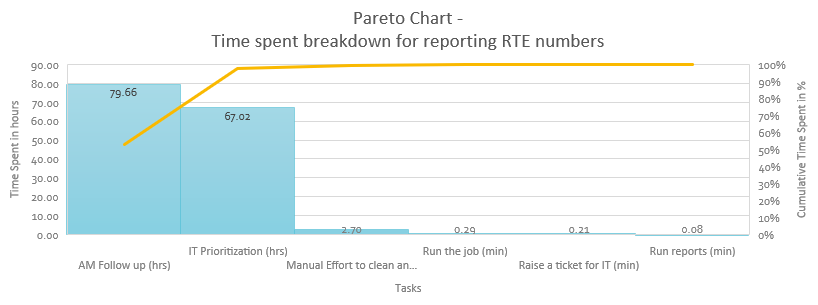 Pareto Chart -
Time spent breakdown for reporting RTE numbers
90.00
80.00
70.00
60.00
50.00
40.00
30.00
20.00
10.00
0.00
Time Spent in hours
79.66
67.02
2.70
0.29
0.21
0.08
100%
90%
80%
70%
60%
50%
40%
30%
20%
10%
0%
Cumulative Time Spent in %
IT Prioritization (hrs)
Run the job (min)
Run reports (min)
AM Follow up (hrs)
Manual Effort to clean an...
Raise a ticket for IT (min)
Tasks